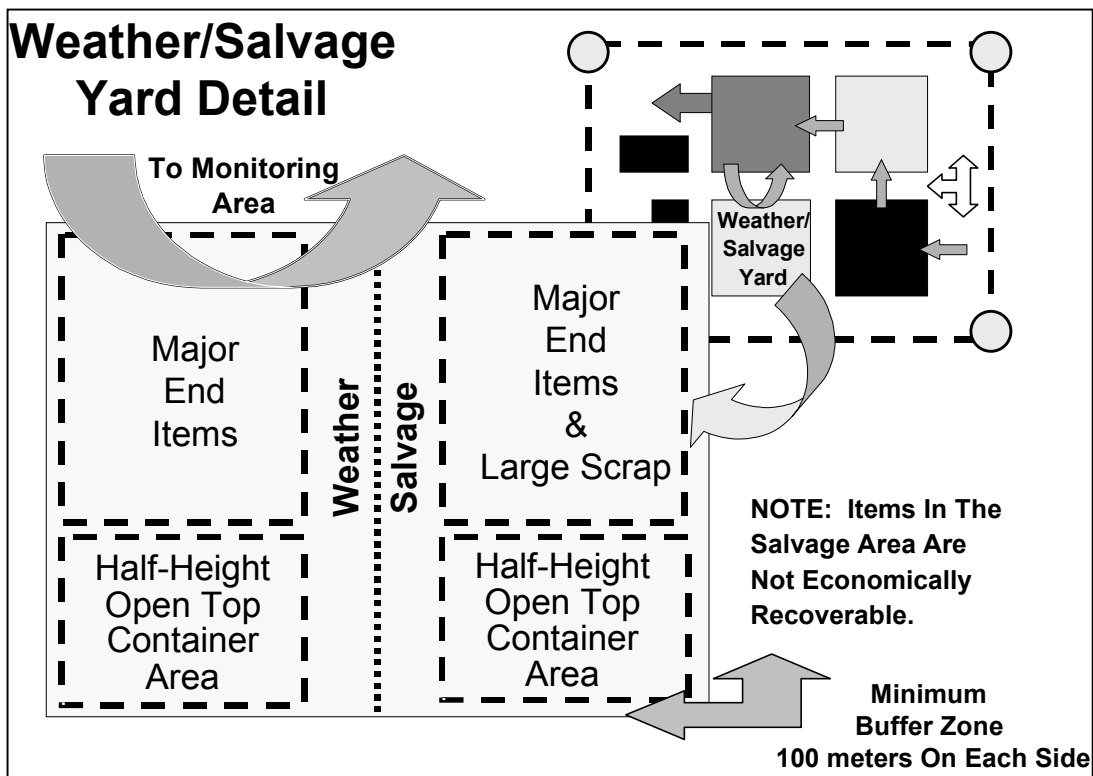 Weather/Salvage
Yard Detail
To Monitoring
Area
Weather/
Salvage
Yard
Major
End
Items
Weather
Salvage
Major
End
Items
&
Large Scrap
Half-Height
Open Top
Container
Area
Half-Height
Open Top
Container
Area
NOTE:  Items In The
Salvage Area Are
Not Economically
Recoverable.
Minimum
Buffer Zone
100 meters On Each Side